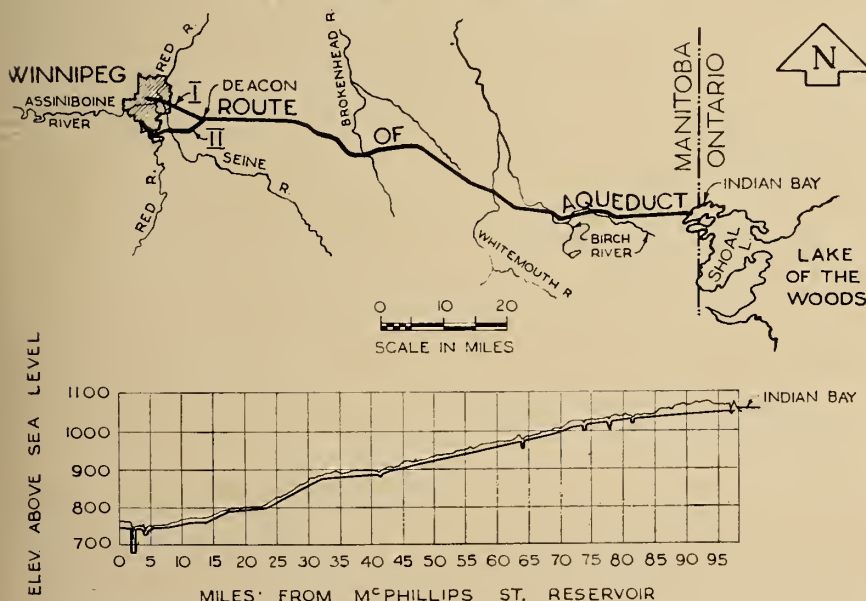 WINNIPEG
ASSINIBOINE
RIVER
RED R.
I
DEACON
II
ROUTE
SEINE
R.
RED R.
BROKENHEAD R.
OF
AQUEDUCT
WHITEMOUTH R
BIRCH
RIVER
MANITOBA
ONTARIO
N
INDIAN BAY
SHOAL L.
LAKE
OF THE
WOODS
0 10 20
SCALE IN MILES
ELEV. ABOVE SEA LEVEL
1100
1000
900
800
700
INDIAN BAY
0 5 10 15 20 25 30 35 40 45 50 55 60 65 70 75 80 85 90 95
MILES FROM McPHILLIPS ST. RESERVOIR